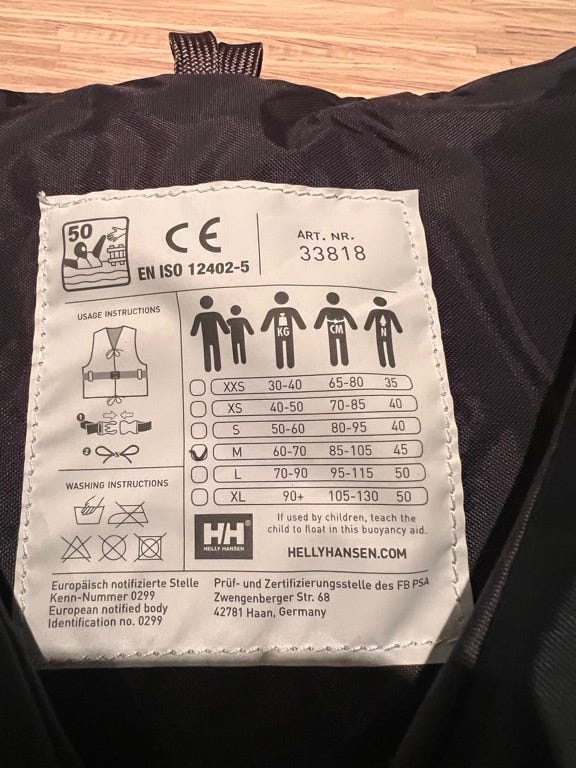 50
CE
EN ISO 12402-5
ART. NR.
33818
USAGE INSTRUCTIONS
1
2
WASHING INSTRUCTIONS
KG CM N
XXS 30-40 65-80 35
XS 40-50 70-85 40
S 50-60 80-95 40
M 60-70 85-105 45
L 70-90 95-115 50
XL 90+ 105-130 50
HH®
HELLY HANSEN
If used by children, teach the
child to float in this buoyancy aid.
HELLYHANSEN.COM
Europäisch notifizierte Stelle
Kenn-Nummer 0299
European notified body
Identification no. 0299
Prüf- und Zertifizierungsstelle des FB PSA
Zwengenberger Str. 68
42781 Haan, Germany